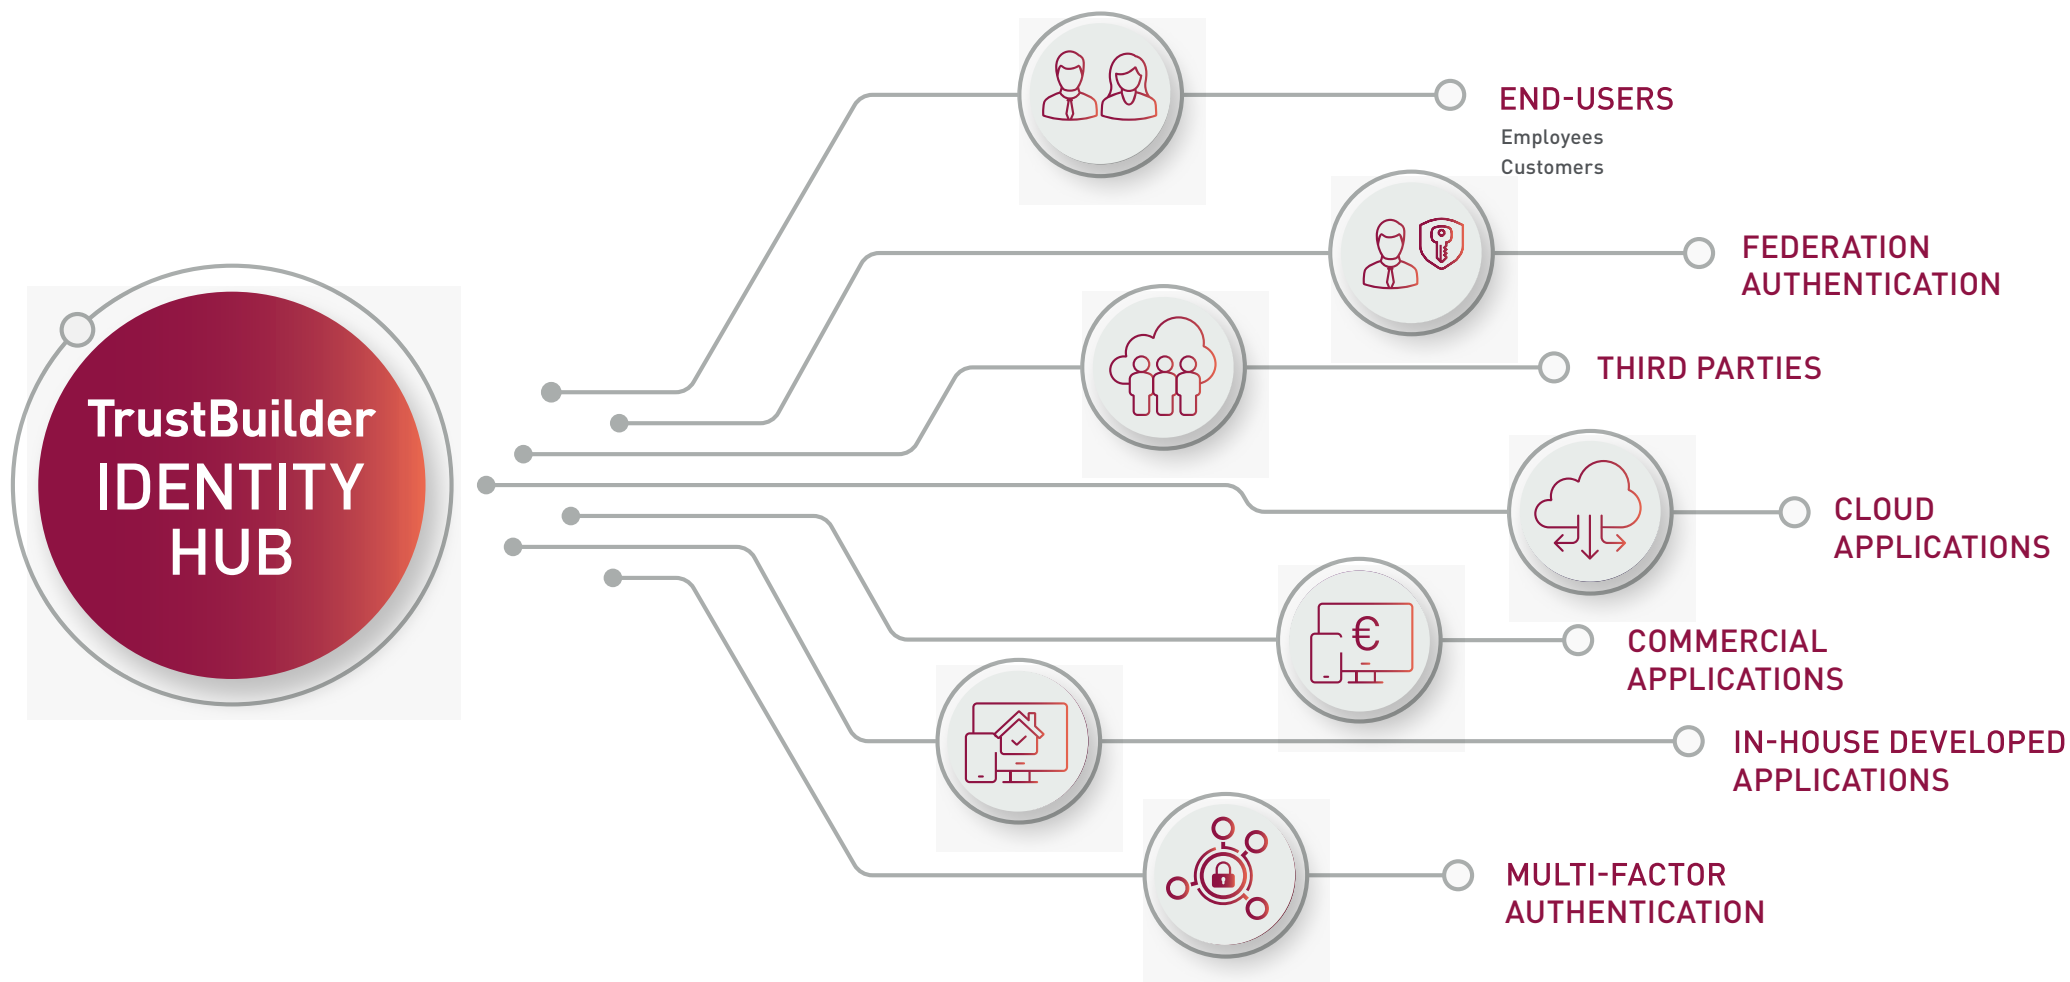 TrustBuilder
IDENTITY
HUB
END-USERS
Employees
Customers
FEDERATION
AUTHENTICATION
THIRD PARTIES
CLOUD
APPLICATIONS
€
COMMERCIAL
APPLICATIONS
IN-HOUSE DEVELOPED
APPLICATIONS
MULTI-FACTOR
AUTHENTICATION